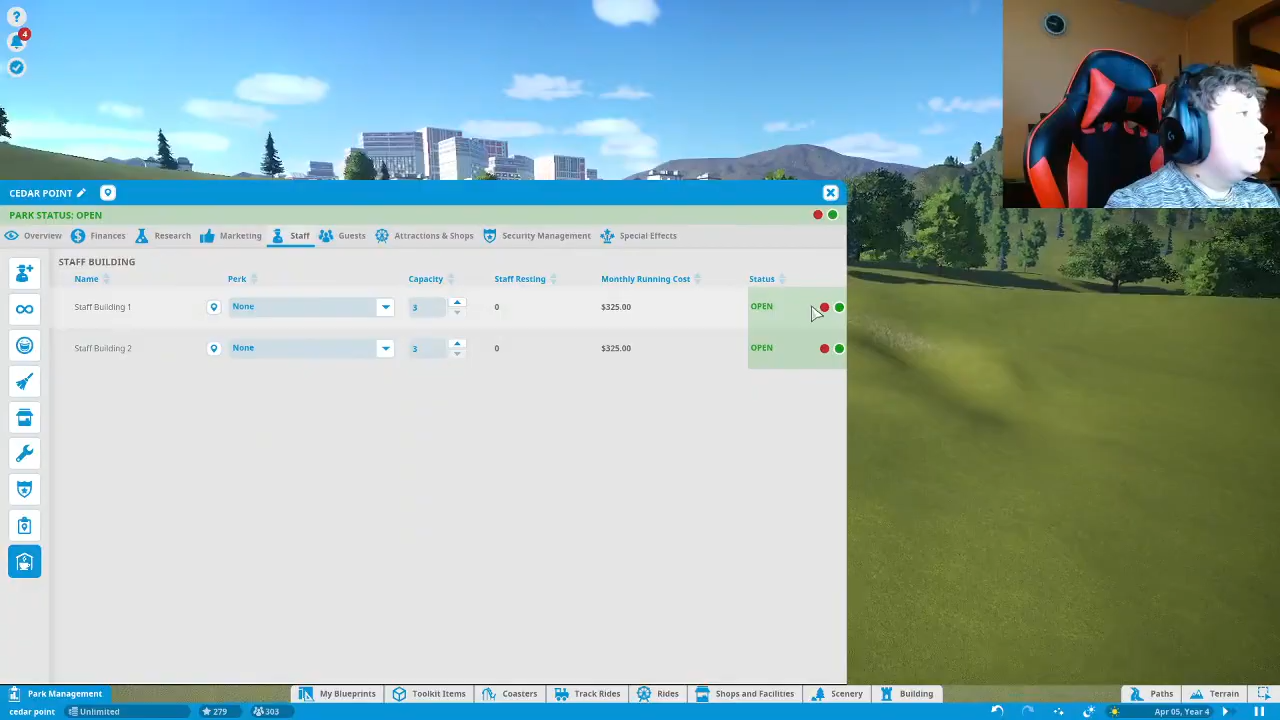 ?
4
CEDAR POINT
PARK STATUS: OPEN
Overview Finances Research Marketing Staff Guests Attractions & Shops Security Management Special Effects
STAFF BUILDING
Name Perk Capacity Staff Resting Monthly Running Cost Status
Staff Building 1 None 3 0 $325.00 OPEN
Staff Building 2 None 3 0 $325.00 OPEN
Park Management My Blueprints Toolkit Items Coasters Track Rides Rides Shops and Facilities Scenery Building Paths Terrain
cedar point Unlimited 279 303 Apr 05, Year 4